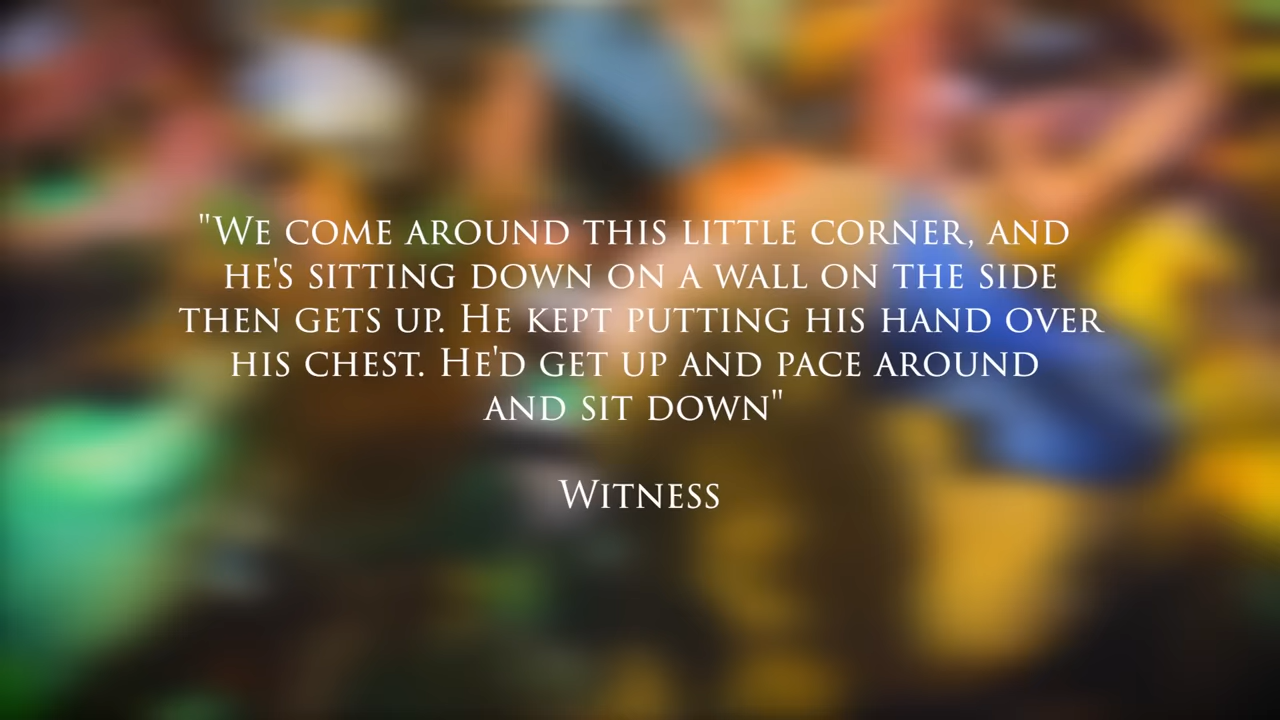 "We come around this little corner, and
he's sitting down on a wall on the side
then gets up. He kept putting his hand over
his chest. He'd get up and pace around
and sit down"
Witness